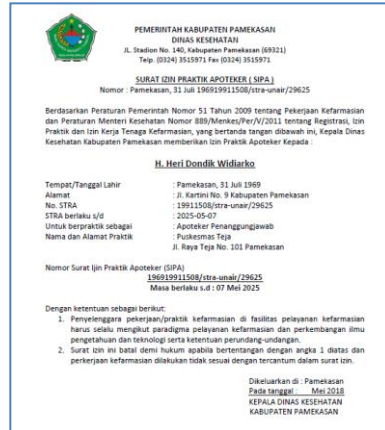 PEMERINTAH KABUPATEN PAMEKASAN
DINAS KESEHATAN
JL. Stadion No. 140, Kabupaten Pamekasan (69321)
Telp. (0324) 3515971 Fax (0324) 3515971
SURAT IZIN PRAKTIK APOTEKER ( SIPA )
Nomor : Pamekasan, 31 Juli 196919911508/stra-unair/29625
Berdasarkan Peraturan Pemerintah Nomor 51 Tahun 2009 tentang Pekerjaan Kefarmasian
dan Peraturan Menteri Kesehatan Nomor 889/Menkes/Per/V/2011 tentang Registrasi, Izin
Praktik dan Izin Kerja Tenaga Kefarmasian, yang bertanda tangan dibawah ini, Kepala Dinas
Kesehatan Kabupaten Pamekasan memberikan Izin Apotek Kepada :
H. Heri Dondik Widiarko
Tempat/Tanggal Lahir : Pamekasan, 31 Juli 1969
Alamat : Jl. Kartini No. 9 Kabupaten Pamekasan
No. STRA : 19911508/stra-unair/29625
STRA berlaku s/d : 2025-05-07
Untuk berpraktik sebagai : Apoteker Penanggungjawab
Nama dan Alamat Praktik : Puskesmas Teja
Jl. Raya Teja No. 101 Pamekasan
Nomor Surat Ijin Praktik Apoteker (SIPA)
196919911508/stra-unair/29625
Masa berlaku s.d : 07 Mei 2025
Dengan ketentuan sebagai berikut:
1. Penyelenggara pekerjaan/praktik kefarmasian di fasilitas pelayanan kefarmasian
harus selalu mengikut paradigma pelayanan kefarmasian dan perkembangan ilmu
pengetahuan dan teknologi serta ketentuan perundang-undangan.
2. Surat izin ini batal demi hukum apabila bertentangan dengan angka 1 diatas dan
perkerjaan kefarmasian dilakukan tidak sesuai dengan tercantum dalam surat izin.
Dikeluarkan di : Pamekasan
Pada tanggal : Mei 2018
KEPALA DINAS KESEHATAN
KABUPATEN PAMEKASAN